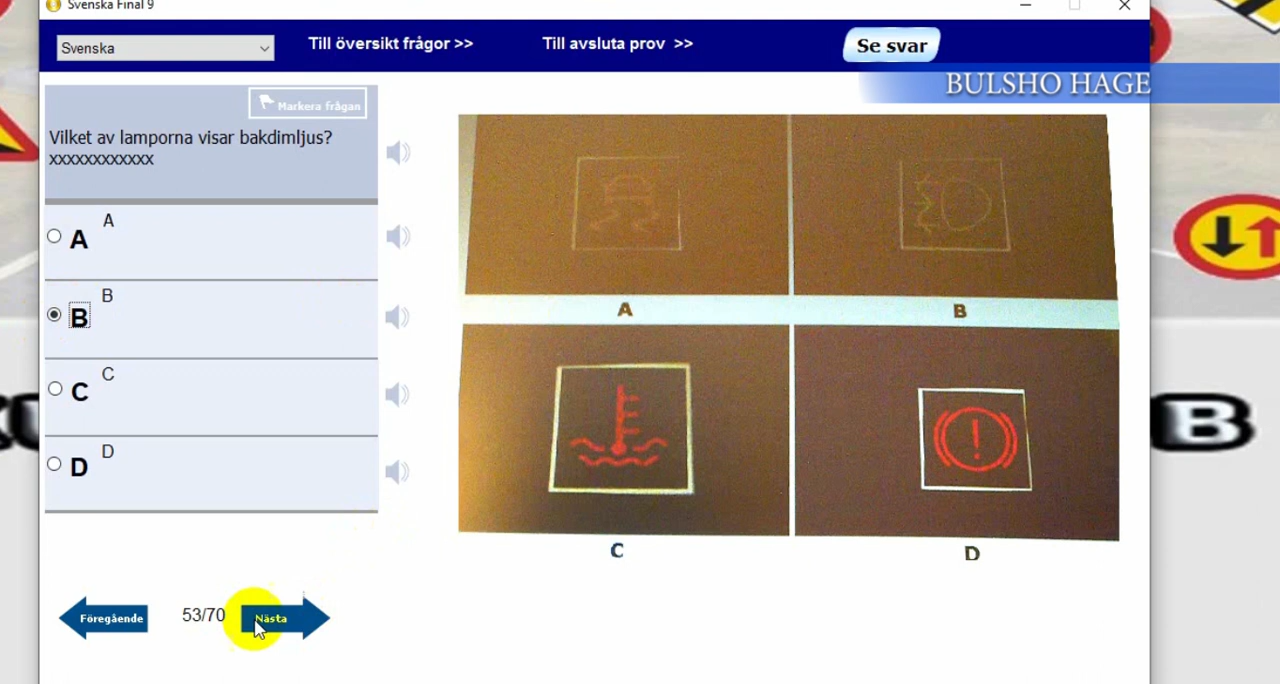 Svenska Final 9
Svenska
Till översikt frågor >>
Till avsluta prov >>
Se svar
BULSHO HAGE
Markera frågan
Vilket av lamporna visar bakdimljus?
xxxxxxxxxxxx
A
A
B
B
C
C
D
D
A
B
C
D
Föregående
53/70
Nästa
B